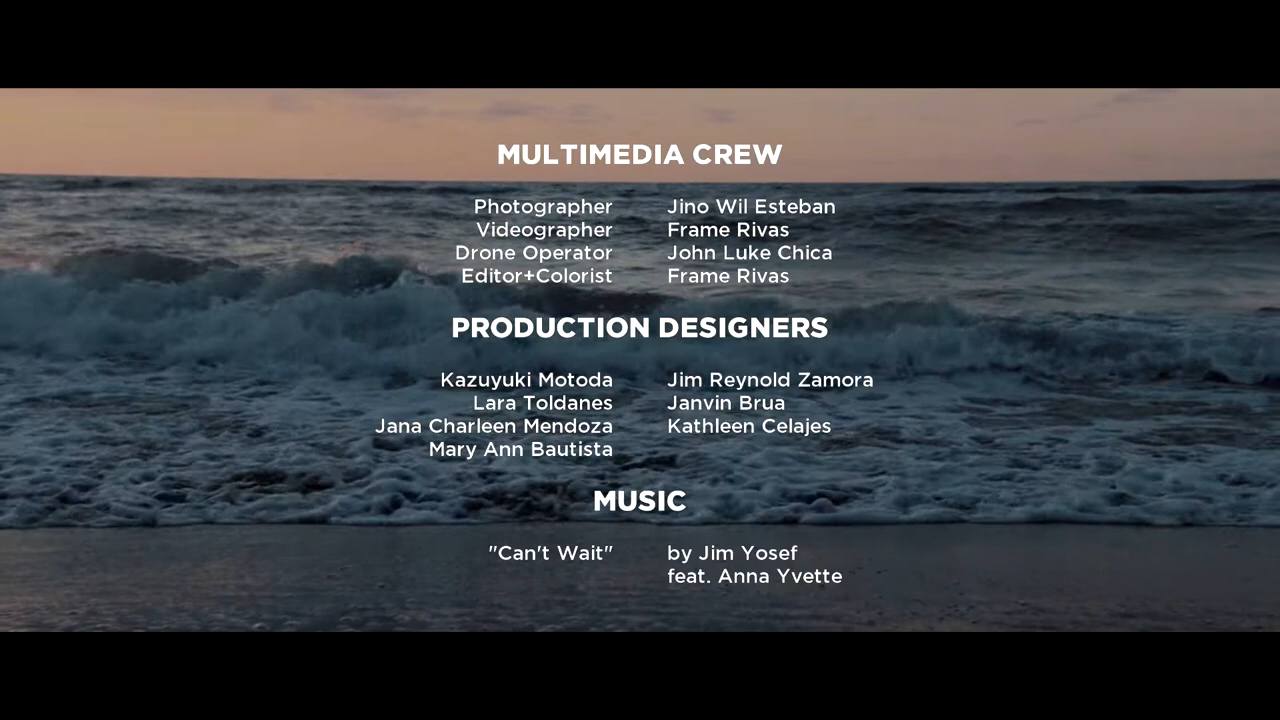 MULTIMEDIA CREW
Photographer Jino Wil Esteban
Videographer Frame Rivas
Drone Operator John Luke Chica
Editor+Colorist Frame Rivas
PRODUCTION DESIGNERS
Kazuyuki Motoda Jim Reynold Zamora
Lara Toldanes Janvin Brua
Jana Charleen Mendoza Kathleen Celajes
Mary Ann Bautista
MUSIC
"Can't Wait" by Jim Yosef
feat. Anna Yvette